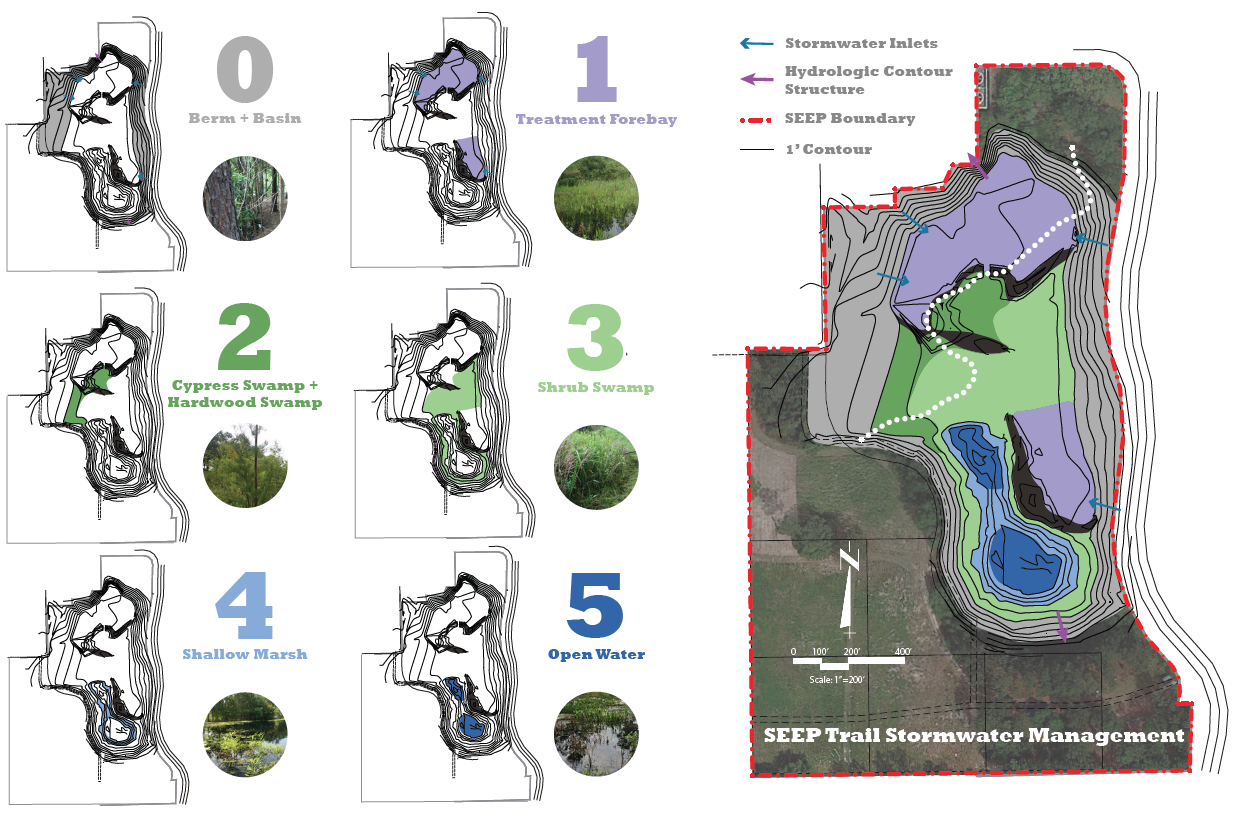 0
Berm + Basin
1
Treatment Forebay
2
Cypress Swamp +
Hardwood Swamp
3
Shrub Swamp
4
Shallow Marsh
5
Open Water
Stormwater Inlets
Hydrologic Contour
Structure
SEEP Boundary
1' Contour
N
0 100' 200' 400'
Scale: 1"=200'
SEEP Trail Stormwater Management